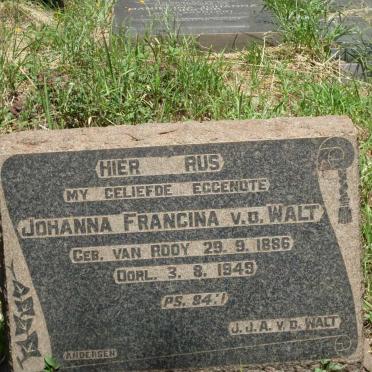 HIER RUS
MY GELIEFDE EGGENOTE
JOHANNA FRANCINA V.D. WALT
GEB. VAN ROOY 29. 9. 1886
OORL. 3. 8. 1949
PS. 84:1
J.J.A. V.D. WALT
ANDERSEN